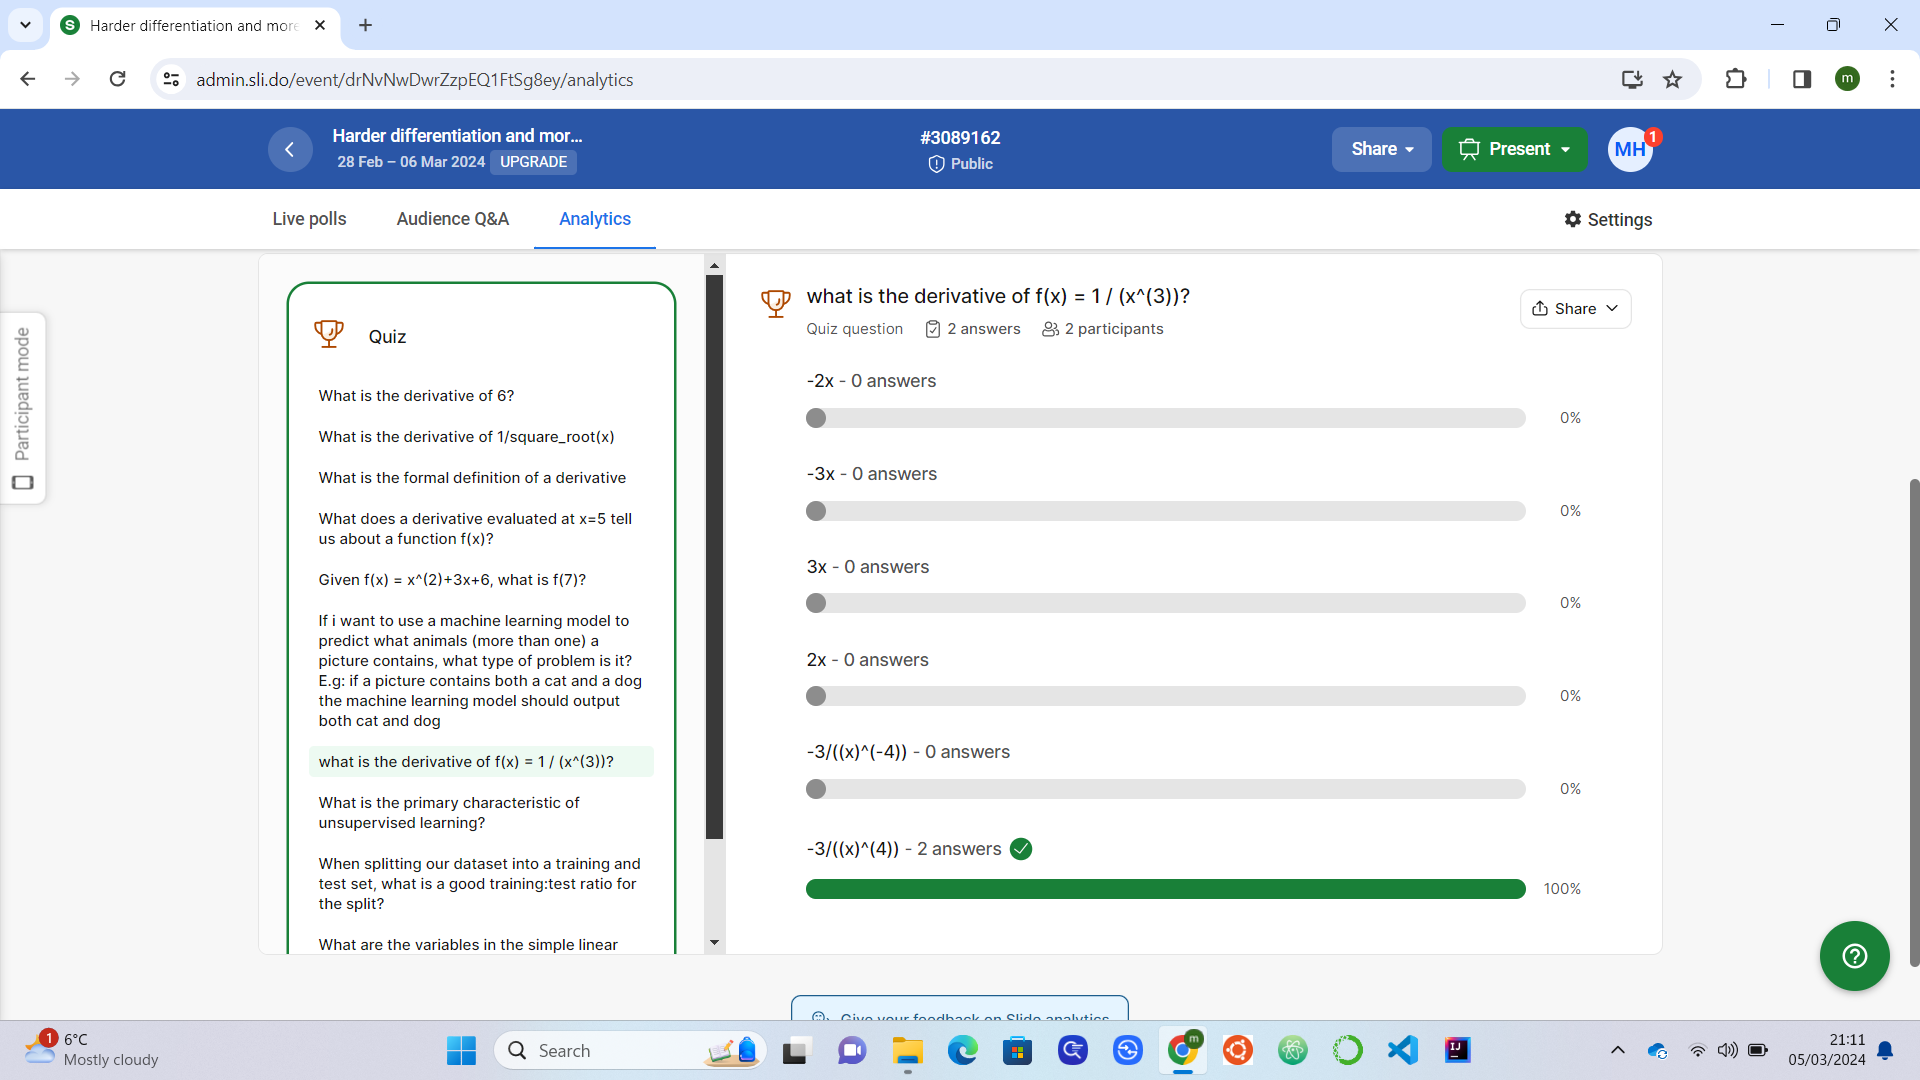 Harder differentiation and more
admin.sli.do/event/drNvNwDwrZzpEQ1FtSg8ey/analytics
m
Harder differentiation and mor...
28 Feb – 06 Mar 2024 UPGRADE
#3089162
Public
Share
Present
MH
1
Live polls
Audience Q&A
Analytics
Settings
Participant mode
Quiz
What is the derivative of 6?
What is the derivative of 1/square_root(x)
What is the formal definition of a derivative
What does a derivative evaluated at x=5 tell
us about a function f(x)?
Given f(x) = x^(2)+3x+6, what is f(7)?
If i want to use a machine learning model to
predict what animals (more than one) a
picture contains, what type of problem is it?
E.g: if a picture contains both a cat and a dog
the machine learning model should output
both cat and dog
what is the derivative of f(x) = 1 / (x^(3))?
What is the primary characteristic of
unsupervised learning?
When splitting our dataset into a training and
test set, what is a good training:test ratio for
the split?
What are the variables in the simple linear
what is the derivative of f(x) = 1 / (x^(3))?
Quiz question 2 answers 2 participants
Share
-2x - 0 answers
0%
-3x - 0 answers
0%
3x - 0 answers
0%
2x - 0 answers
0%
-3/((x)^(-4)) - 0 answers
0%
-3/((x)^(4)) - 2 answers
100%
Give your feedback on Slido analytics
1
6°C
Mostly cloudy
Search
m
21:11
05/03/2024